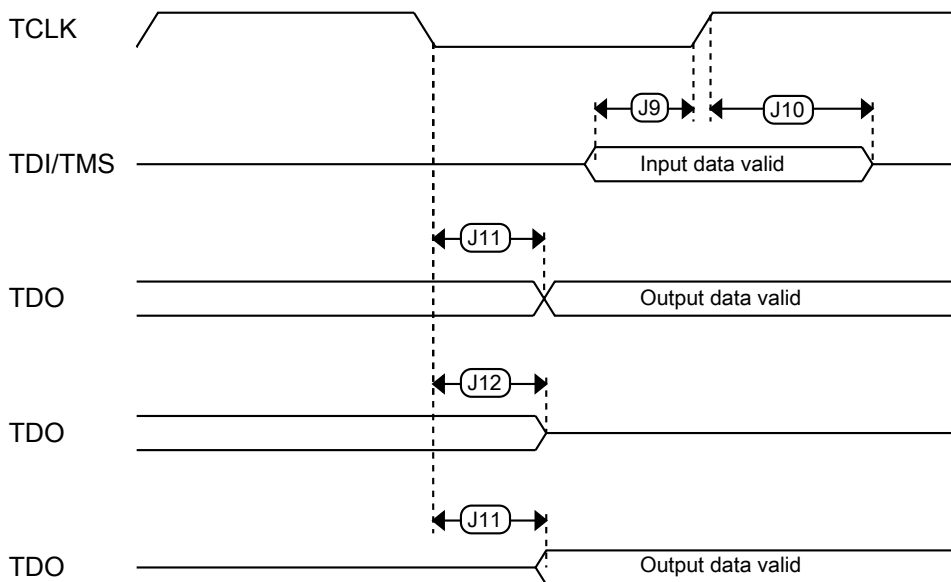 TCLK
J9
J10
TDI/TMS
Input data valid
J11
TDO
Output data valid
J12
TDO
J11
TDO
Output data valid